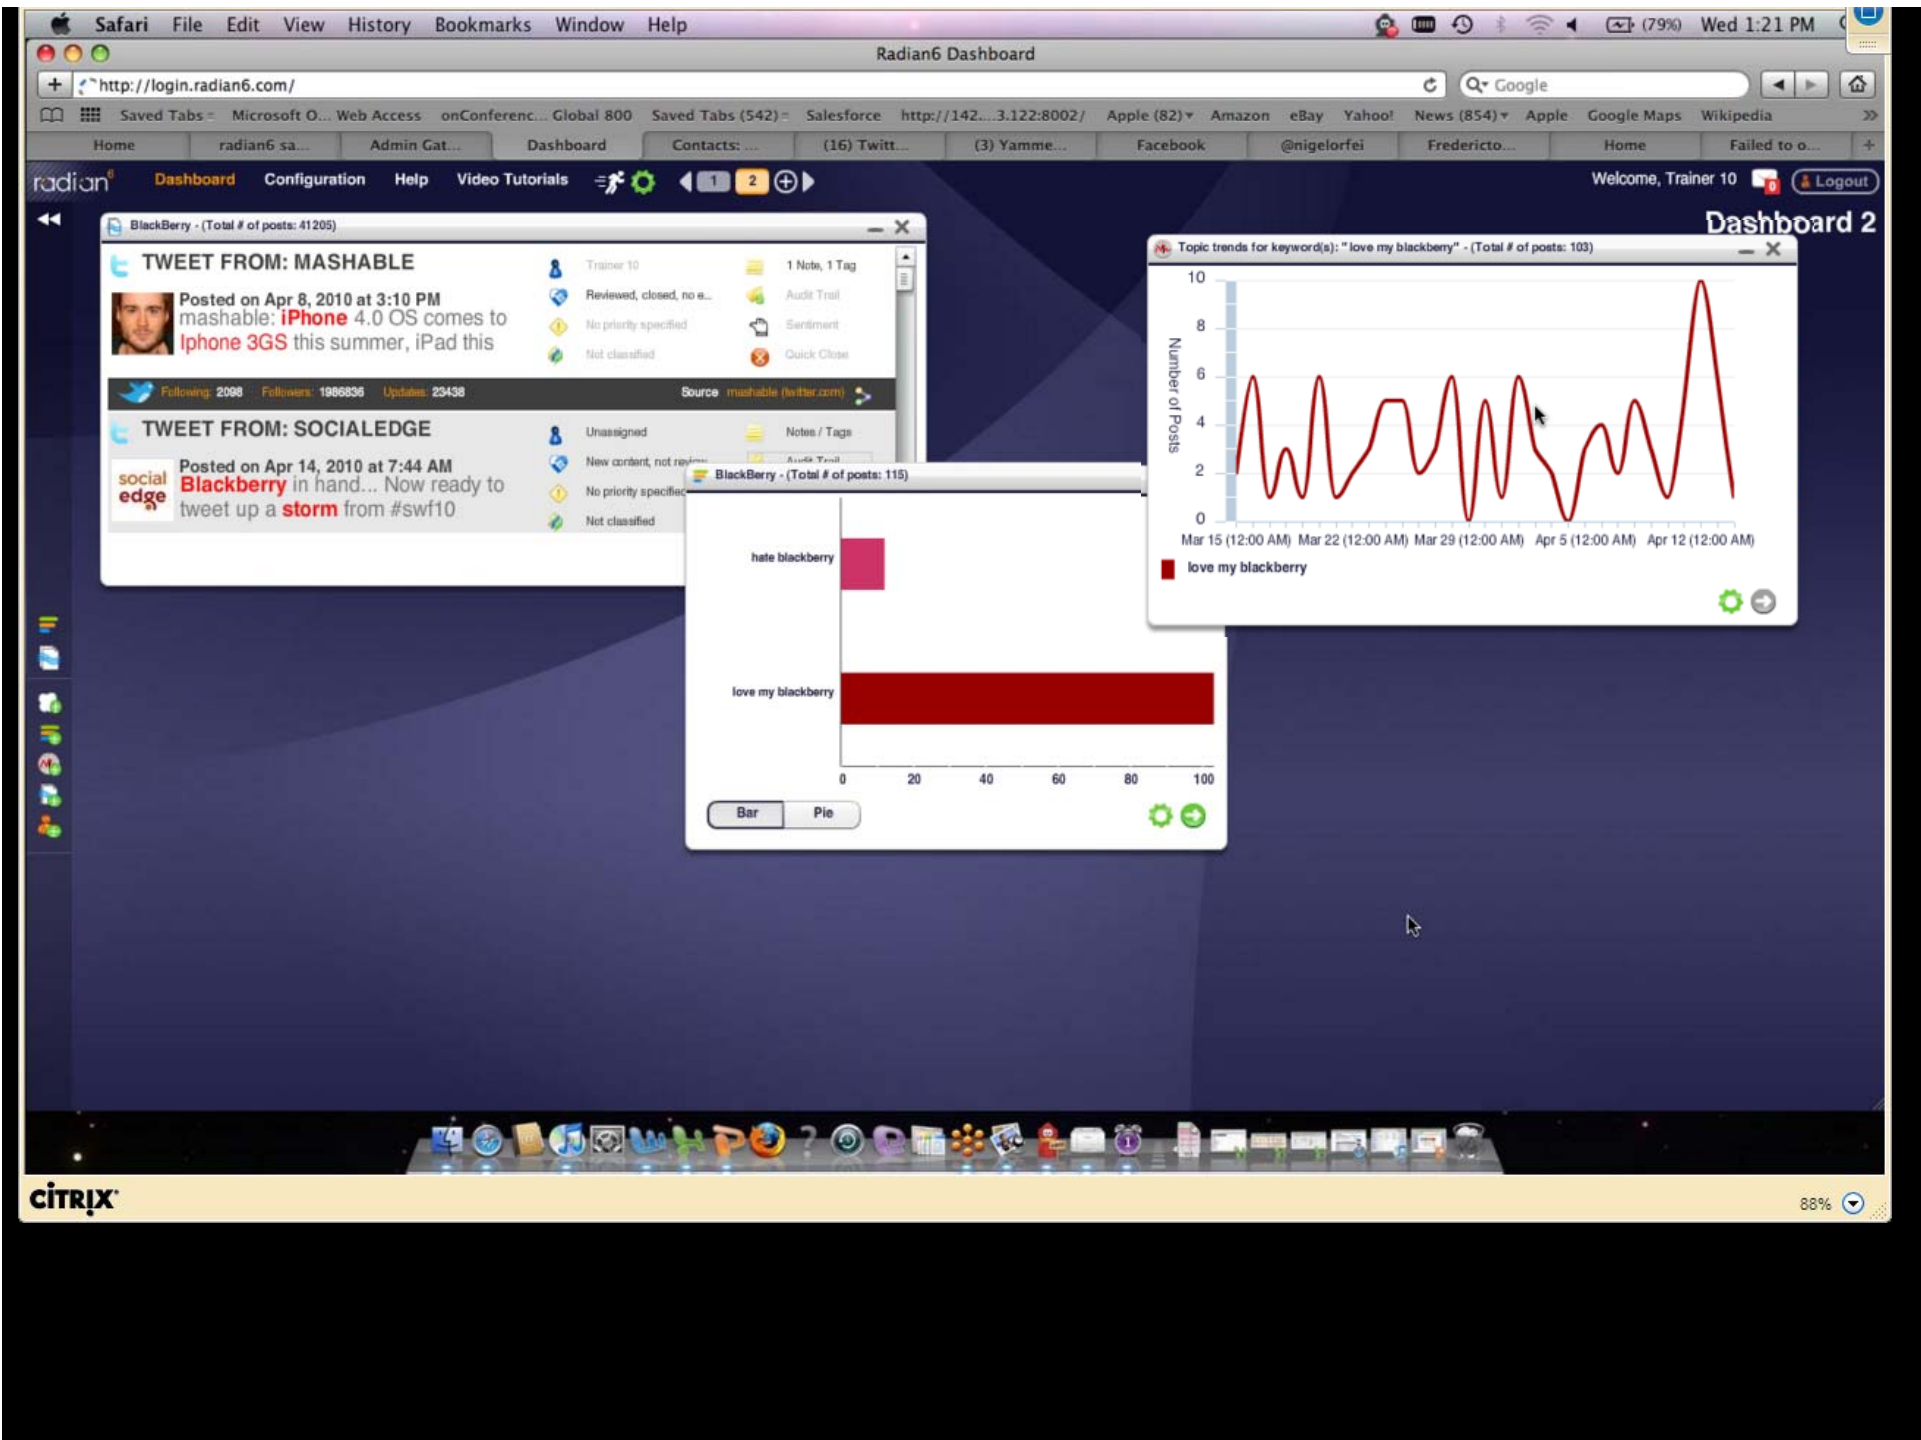 Safari File Edit View History Bookmarks Window Help (79%) Wed 1:21 PM
Radian6 Dashboard
http://login.radian6.com/ Google
Saved Tabs Microsoft O... Web Access onConferenc... Global 800 Saved Tabs (542) Salesforce http://142....3.122:8002/ Apple (82) Amazon eBay Yahoo! News (854) Apple Google Maps Wikipedia
Home radian6 sa... Admin Gat... Dashboard Contacts: ... (16) Twitt... (3) Yamme... Facebook @nigelorfei Fredericto... Home Failed to o...
radian6 Dashboard Configuration Help Video Tutorials 1 2 Welcome, Trainer 10 0 Logout
Dashboard 2
BlackBerry - (Total # of posts: 41205)
TWEET FROM: MASHABLE
Posted on Apr 8, 2010 at 3:10 PM
mashable: iPhone 4.0 OS comes to
Iphone 3GS this summer, iPad this
Trainer 10 1 Note, 1 Tag
Reviewed, closed, no e... Audit Trail
No priority specified Sentiment
Not classified Quick Close
Following: 2098 Followers: 1986836 Updates: 23438 Source mashable (twitter.com)
TWEET FROM: SOCIALEDGE
social
edge
Posted on Apr 14, 2010 at 7:44 AM
Blackberry in hand... Now ready to
tweet up a storm from #swf10
Unassigned Notes / Tags
New content, not review Audit Trail
No priority specified
Not classified
BlackBerry - (Total # of posts: 115)
hate blackberry
love my blackberry
0 20 40 60 80 100
Bar Pie
Topic trends for keyword(s): "love my blackberry" - (Total # of posts: 103)
Number of Posts
10
8
6
4
2
0
Mar 15 (12:00 AM) Mar 22 (12:00 AM) Mar 29 (12:00 AM) Apr 5 (12:00 AM) Apr 12 (12:00 AM)
love my blackberry
CİTRIX
88%